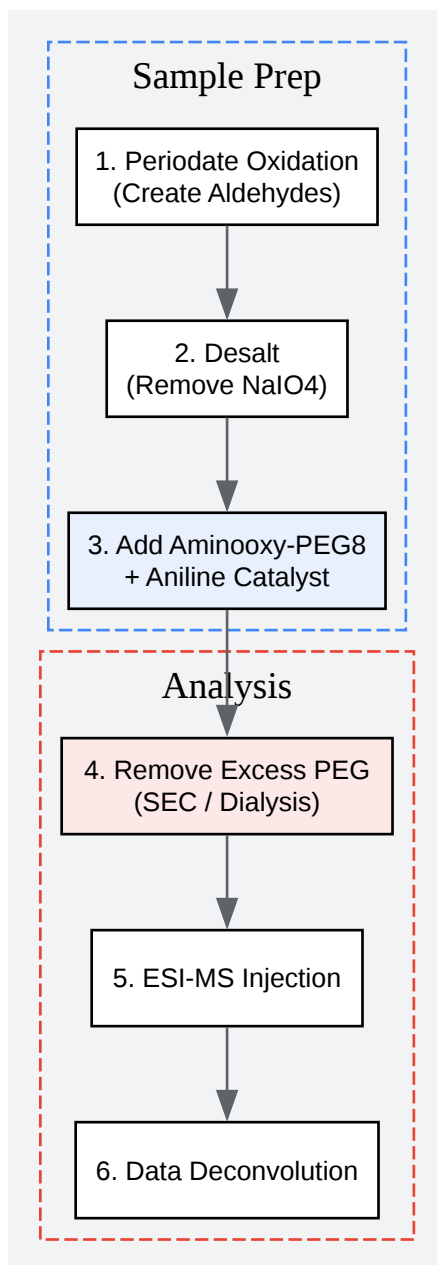 Sample Prep
1. Periodate Oxidation
(Create Aldehydes)
2. Desalt
(Remove NaIO4)
3. Add Aminooxy-PEG8
+ Aniline Catalyst
Analysis
4. Remove Excess PEG
(SEC / Dialysis)
5. ESI-MS Injection
6. Data Deconvolution